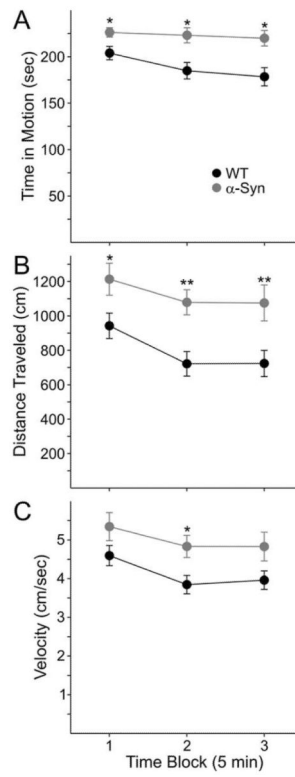 A
* * *
Time in Motion (sec)
200
150
100
50
WT
α-Syn
B
* ** **
Distance Traveled (cm)
1200
1000
800
600
400
200
C
*
Velocity (cm/sec)
5
4
3
2
1
1 2 3
Time Block (5 min)